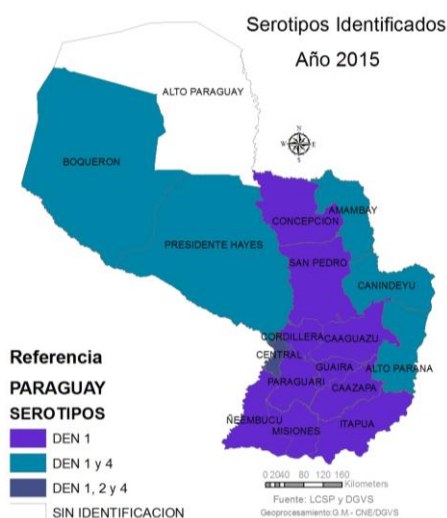 Serotipos Identificados
Año 2015
ALTO PARAGUAY
N
W E
S
BOQUERON
AMAMBAY
CONCEPCION
PRESIDENTE HAYES
SAN PEDRO
CANINDEYU
CORDILLERA
CAAGUAZU
CENTRAL
GUAIRA
ALTO PARANA
PARAGUARI
CAAZAPA
ÑEEMBUCU
MISIONES
ITAPUA
Referencia
PARAGUAY
SEROTIPOS
DEN 1
DEN 1 y 4
DEN 1, 2 y 4
SIN IDENTIFICACION
0 2040 80 120 160
Kilometers
Fuente: LCSP y DGVS
Geoprocesamiento:G.M.- CNE/DGVS